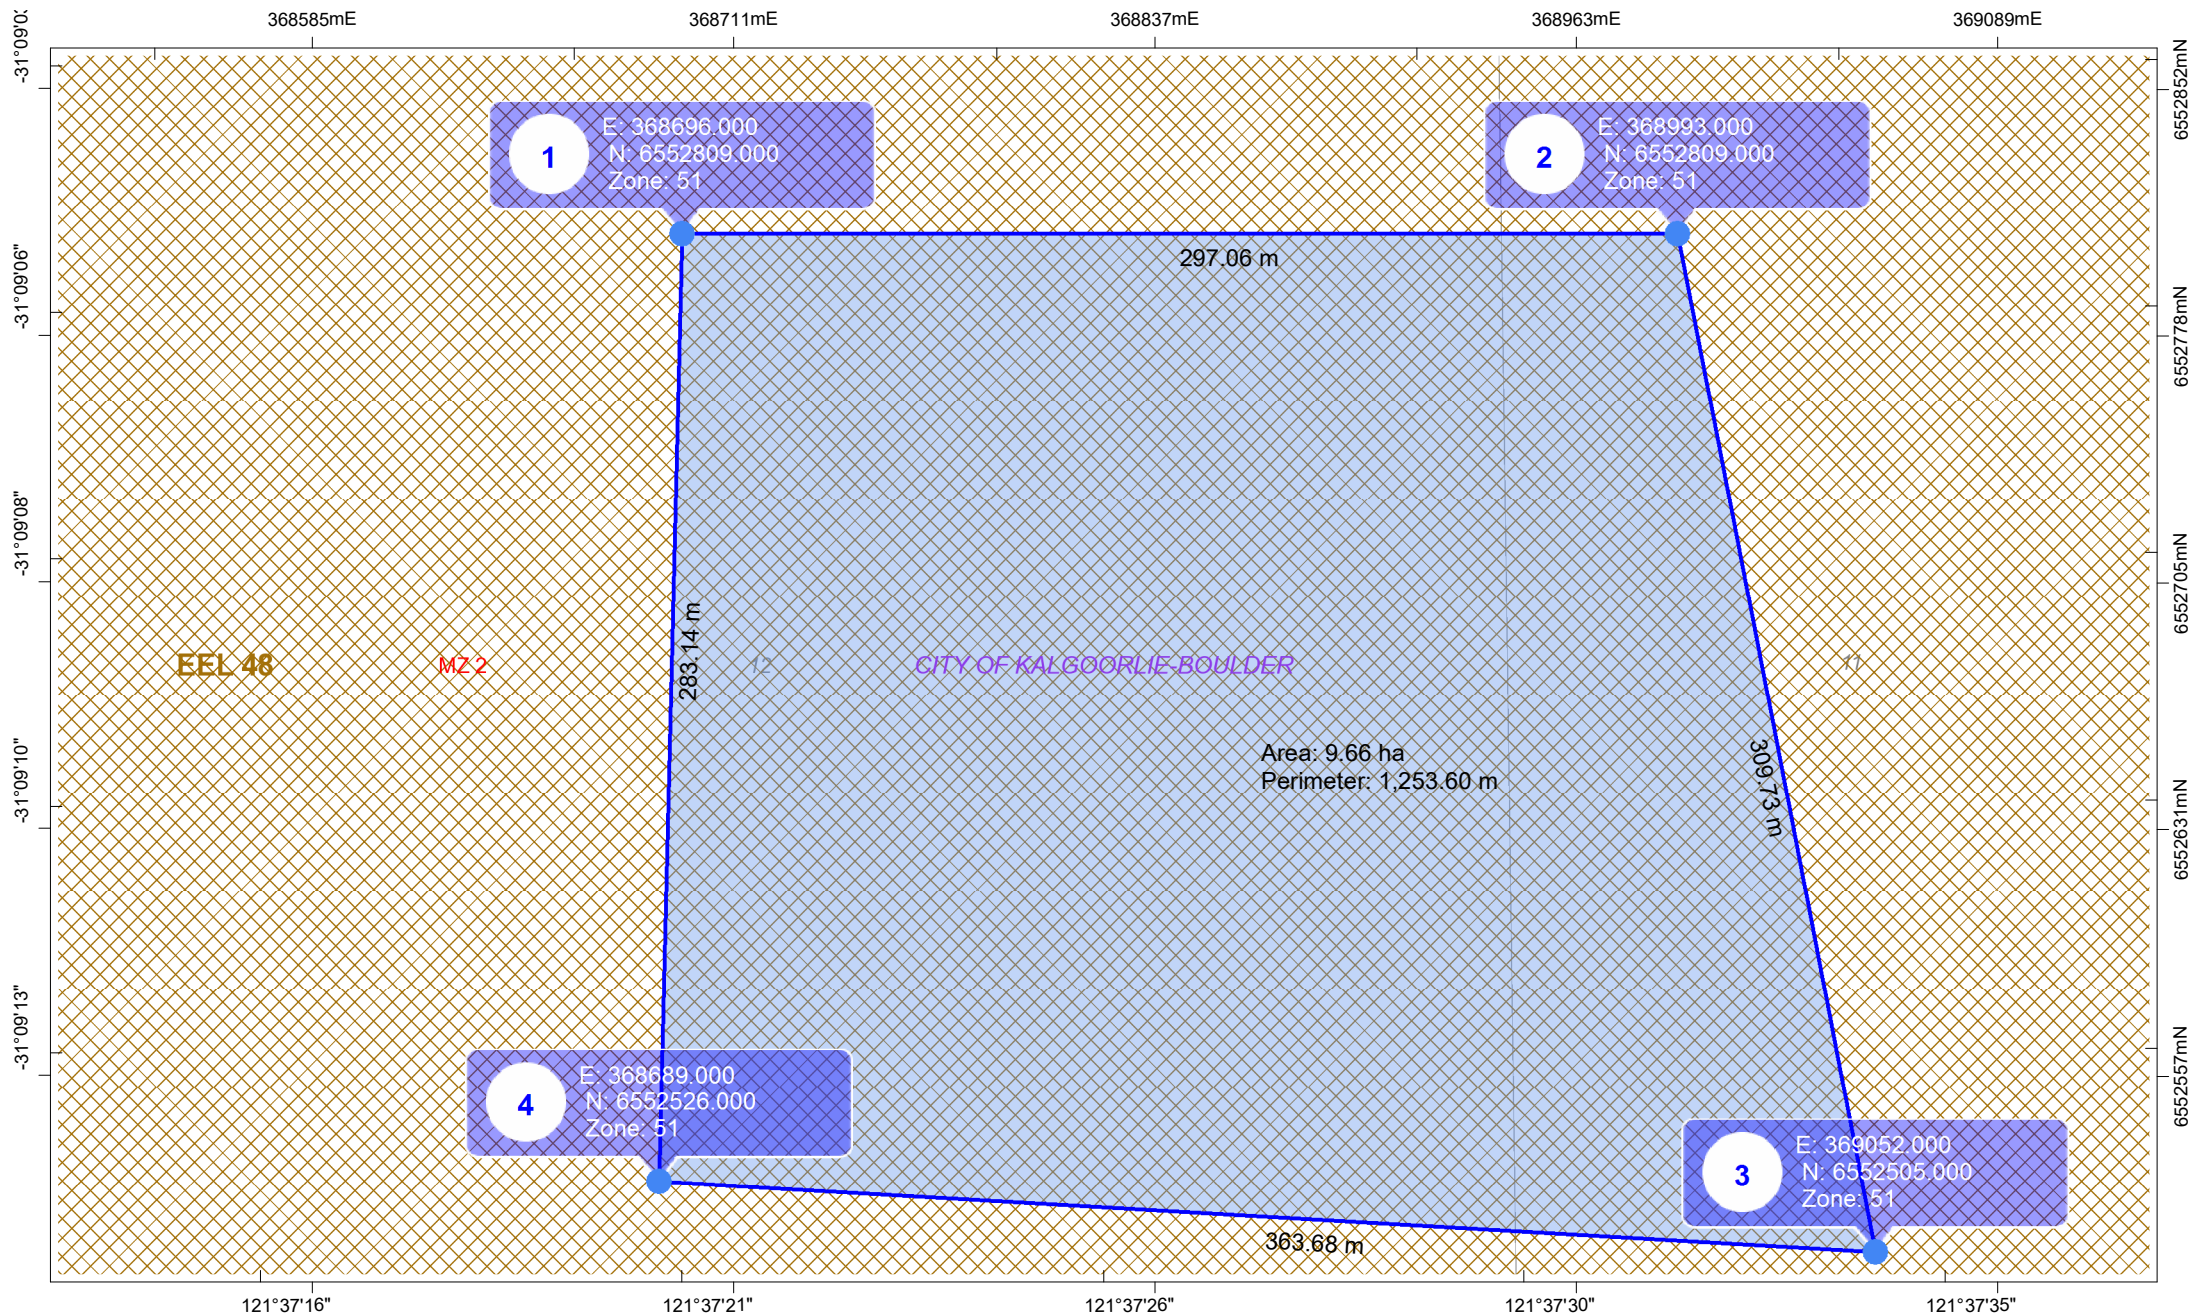 368585mE
368711mE
368837mE
368963mE
369089mE
-31°09'0
6552852mN
1
E: 368696.000
N: 6552809.000
Zone: 51
2
E: 368993.000
N: 6552809.000
Zone: 51
297.06 m
-31°09'06"
6552778mN
-31°09'08"
6552705mN
283.14 m
EEL 48
MZ 2
12
CITY OF KALGOORLIE-BOULDER
11
Area: 9.66 ha
Perimeter: 1,253.60 m
309.73 m
-31°09'10"
6552631mN
-31°09'13"
6552557mN
4
E: 368689.000
N: 6552526.000
Zone: 51
3
E: 369052.000
N: 6552505.000
Zone: 51
363.68 m
121°37'16"
121°37'21"
121°37'26"
121°37'30"
121°37'35"